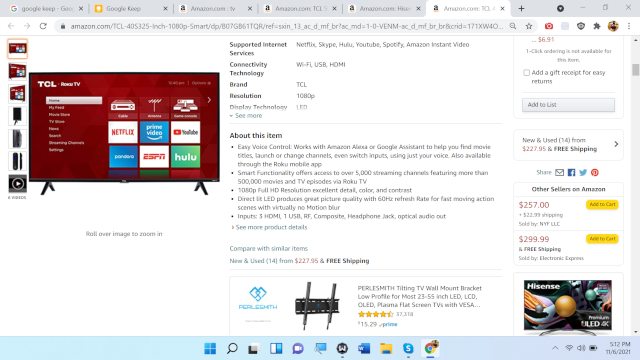 google keep - Goo
Google Keep
Amazon.com : tv
Amazon.com: TCL 5
Amazon.com: Hise
Amazon.com: TCL 4
amazon.com/TCL-40S325-Inch-1080p-Smart/dp/B07GB61TQR/ref=sxin_13_ac_d_mf_br?ac_md=1-0-VENM-ac_d_mf_br_br&crid=171XW4O...
Supported Internet Services
Netflix, Skype, Hulu, Youtube, Spotify, Amazon Instant Video
Connectivity Technology
Wi-Fi, USB, HDMI
Brand
TCL
Resolution
1080p
Display Technology
LED
See more
About this item
• Easy Voice Control: Works with Amazon Alexa or Google Assistant to help you find movie
titles, launch or change channels, even switch inputs, using just your voice. Also available
through the Roku mobile app
• Smart Functionality offers access to over 5,000 streaming channels featuring more than
500,000 movies and TV episodes via Roku TV
• 1080p Full HD Resolution excellent detail, color, and contrast
• Direct lit LED produces great picture quality with 60Hz refresh Rate for fast moving action
scenes with virtually no Motion blur
• Inputs: 3 HDMI, 1 USB, RF, Composite, Headphone Jack, optical audio out
› See more product details
Compare with similar items
New & Used (14) from $227.95 & FREE Shipping
PERLESMITH
PERLESMITH Tilting TV Wall Mount Bracket
Low Profile for Most 23-55 inch LED, LCD,
OLED, Plasma Flat Screen TVs with VESA...
37,318
$15.29 prime
6 VIDEOS
TCL Roku TV
Home
My Feed
Movie Store
TV Store
News
Search
Streaming Channels
Settings
Cable
Antenna
Game console
NETFLIX
prime video
YouTube
pandora
ESPN
hulu
TCL
Roll over image to zoom in
$6.91
1-Click ordering is not available for
this item.
Add a gift receipt for easy
returns
Add to List
New & Used (14) from
$227.95 & FREE Shipping
Share
Other Sellers on Amazon
$257.00
Add to Cart
+ $22.99 shipping
Sold by: NYF LLC
$299.99
Add to Cart
& FREE Shipping
Sold by: Electronic Express
Hisense
Premium
ULED 4K
5:12 PM
11/6/2021